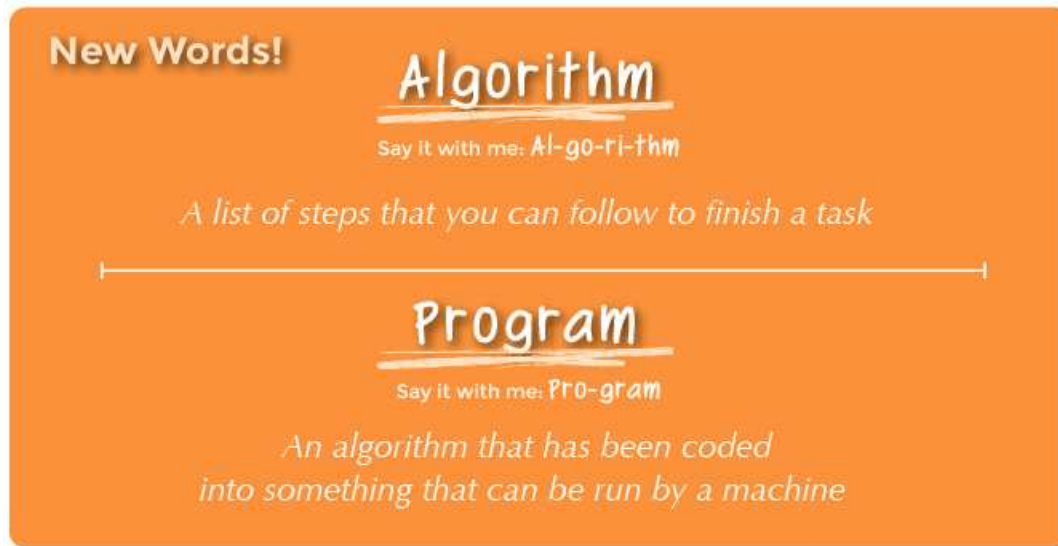 New Words!
Algorithm
Say it with me: Al-go-ri-thm
A list of steps that you can follow to finish a task
Program
Say it with me: Pro-gram
An algorithm that has been coded
into something that can be run by a machine